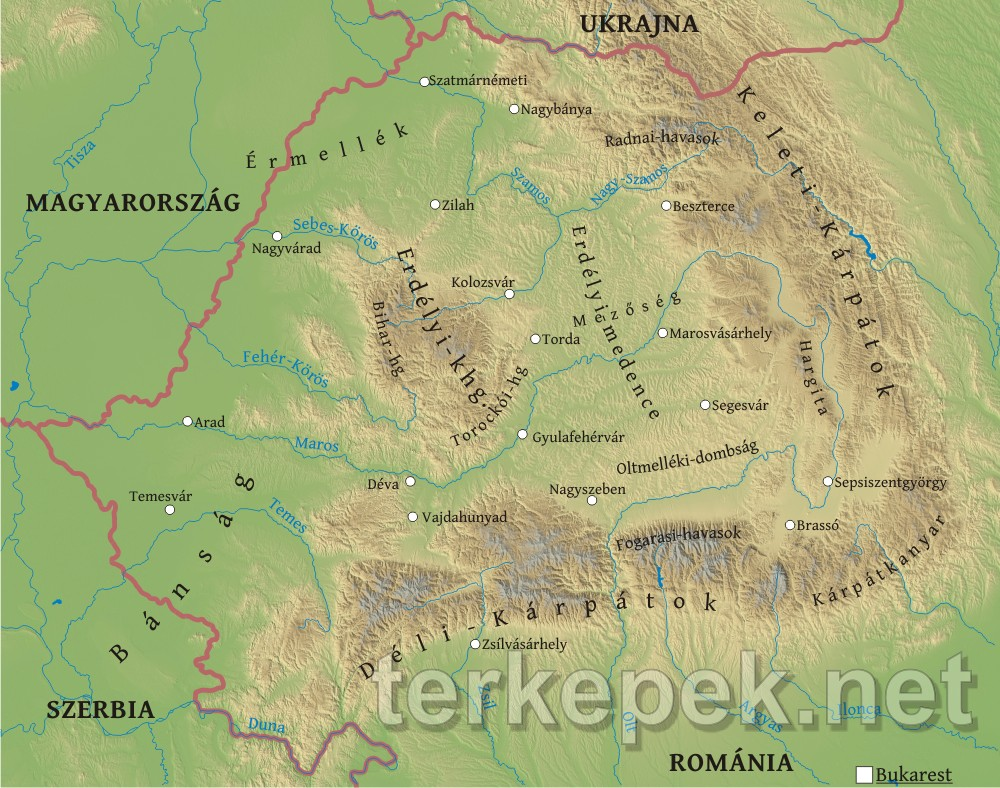 UKRAJNA
Szatmárnémeti
Nagybánya
Keleti-Kárpátok
Érmellék
Radnai-havasok
Tisza
Szamos
Nagy-Szamos
MAGYARORSZÁG
Zilah
Beszterce
Sebes-Körös
Nagyvárad
Erdélyi khg.
Erdélyi medence
Kolozsvár
Mezőség
Bihar-hg
Torda
Marosvásárhely
Hargita
Fehér-Körös
Torockói-hg
Segesvár
Arad
Maros
Gyulafehérvár
Oltmelléki-dombság
Déva
Nagyszeben
Sepsiszentgyörgy
Temesvár
Temes
Vajdahunyad
Brassó
Fogarasi-havasok
Bánság
Kárpátkanyar
Déli-Kárpátok
Zsílvásárhely
terkepek.net
SZERBIA
Duna
Zsil
Olt
Argyas
Ilonca
ROMÁNIA
Bukarest